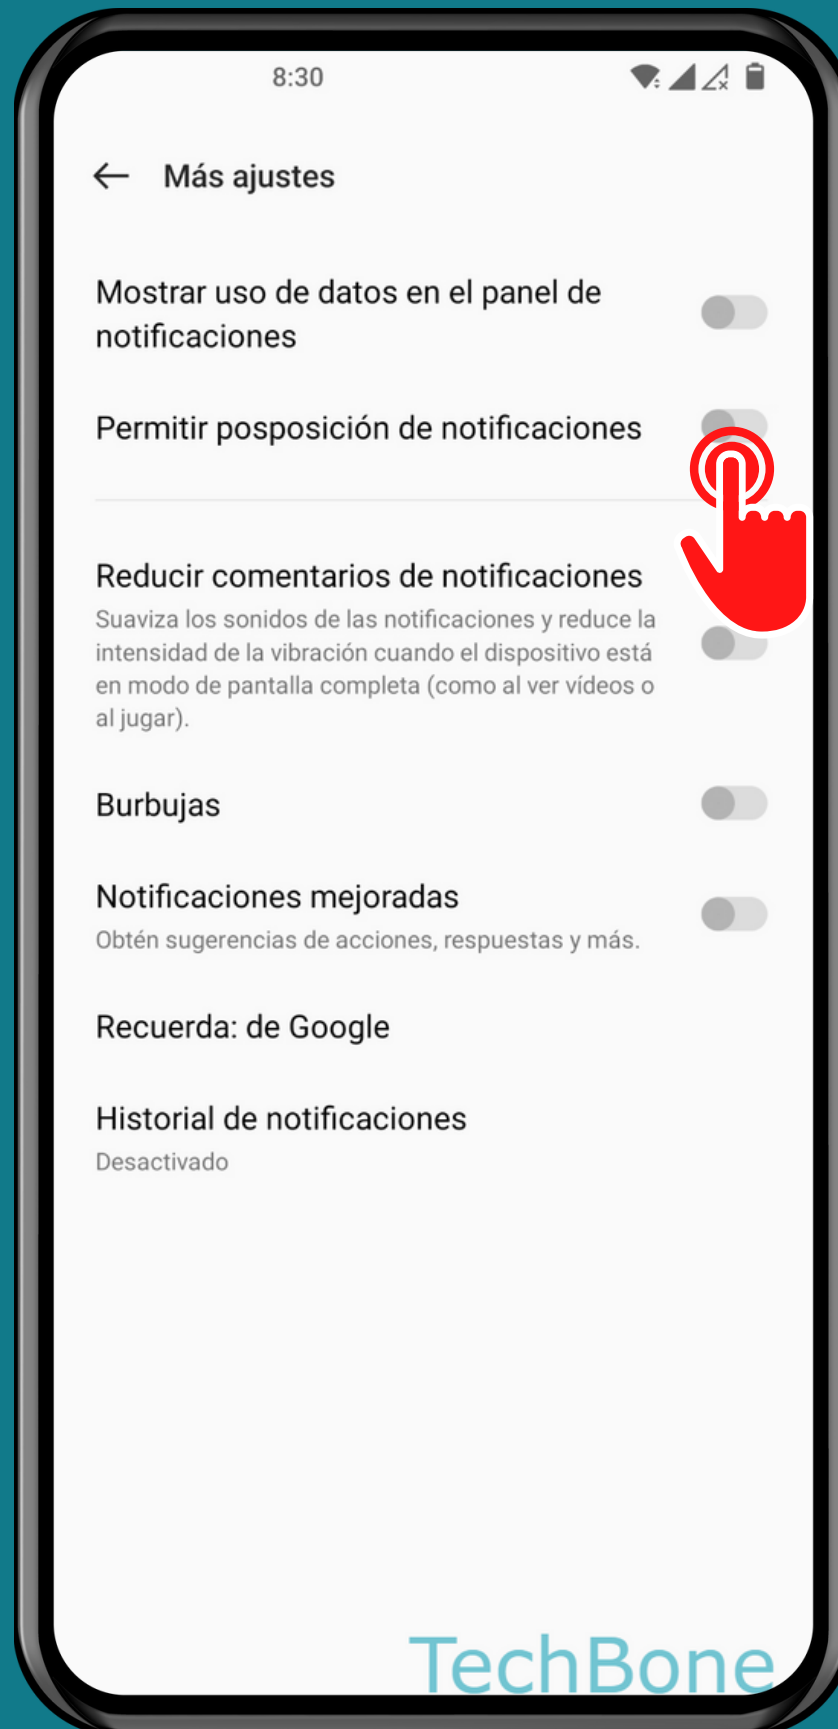 8:30
Más ajustes
Mostrar uso de datos en el panel de
notificaciones
Permitir posposición de notificaciones
Reducir comentarios de notificaciones
Suaviza los sonidos de las notificaciones y reduce la
intensidad de la vibración cuando el dispositivo está
en modo de pantalla completa (como al ver vídeos o
al jugar).
Burbujas
Notificaciones mejoradas
Obtén sugerencias de acciones, respuestas y más.
Recuerda: de Google
Historial de notificaciones
Desactivado
TechBone